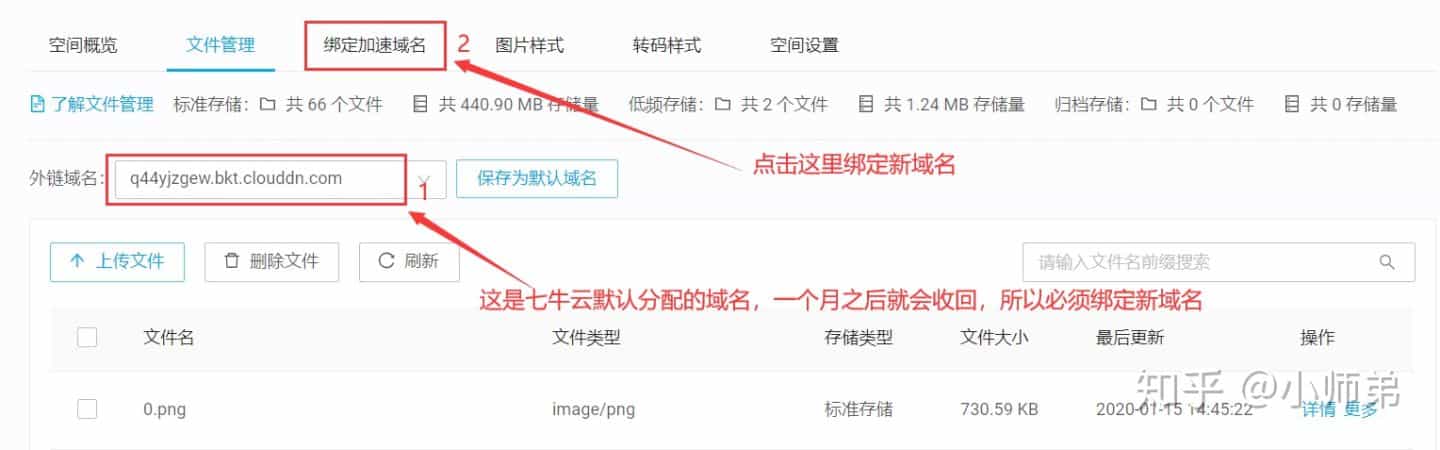 空间概览 文件管理 绑定加速域名 2 图片样式 转码样式 空间设置
了解文件管理 标准存储: 共 66 个文件 共 440.90 MB 存储量 低频存储: 共 2 个文件 共 1.24 MB 存储量 归档存储: 共 0 个文件 共 0 存储量
点击这里绑定新域名
外链域名: q44yjzgew.bkt.clouddn.com 1 保存为默认域名
上传文件 删除文件 刷新 请输入文件名前缀搜索
这是七牛云默认分配的域名，一个月之后就会收回，所以必须绑定新域名
文件名 文件类型 存储类型 文件大小 最后更新 操作
知乎 @小师弟
0.png image/png 标准存储 730.59 KB 2020-01-15 14:45:22 详情 更多